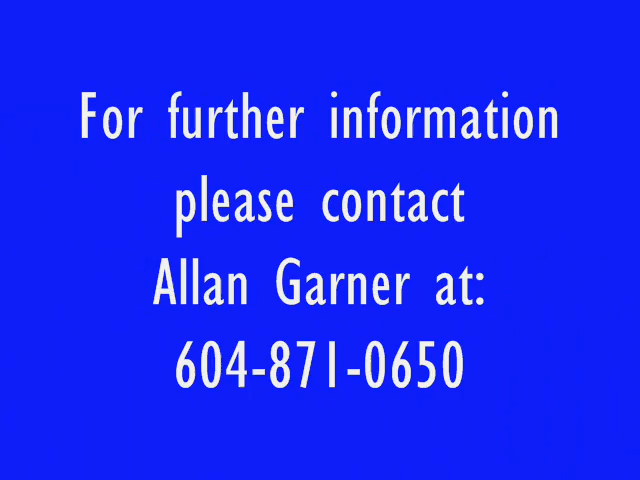 For further information
please contact
Allan Garner at:
604-871-0650